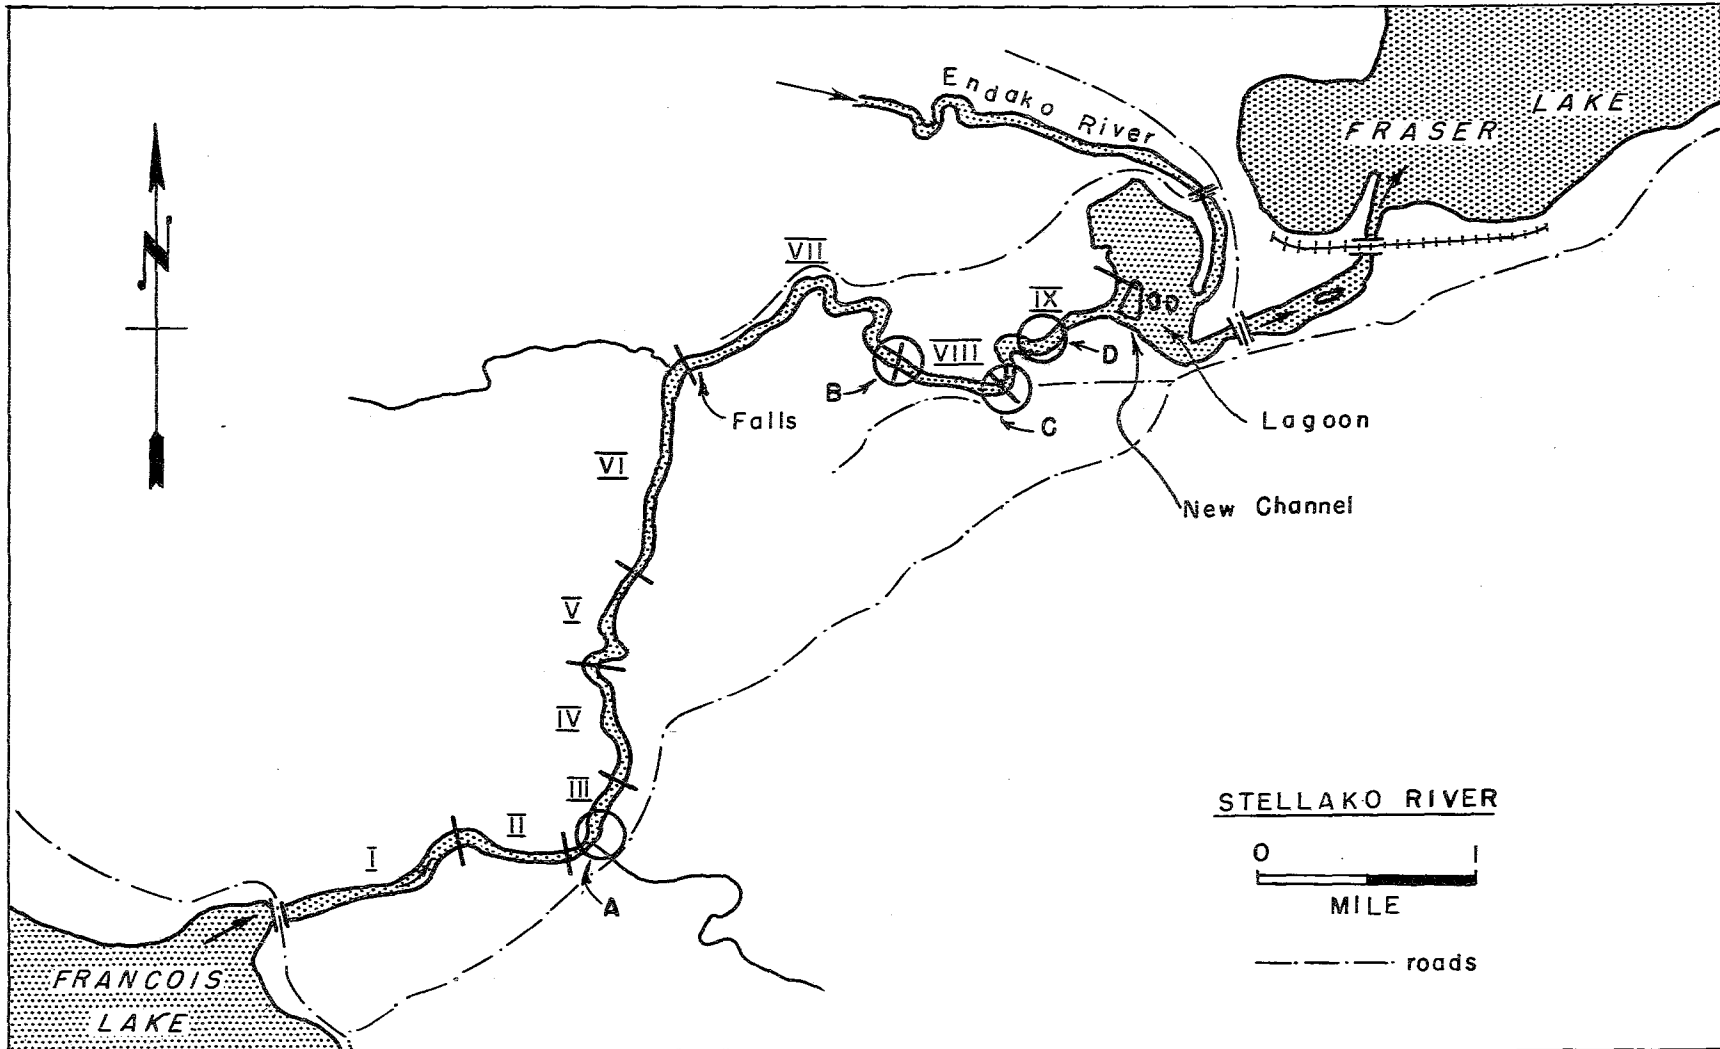 Endako River
LAKE
FRASER
N
VII
IX
VIII
D
B
C
Falls
Lagoon
VI
New Channel
V
IV
III
II
I
A
STELLAKO RIVER
0 1
MILE
roads
FRANCOIS
LAKE